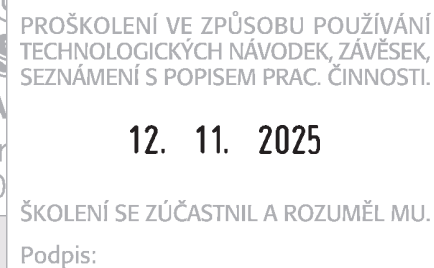 PROŠKOLENÍ VE ZPŮSOBU POUŽÍVÁNÍ
TECHNOLOGICKÝCH NÁVODEK, ZÁVĚSEK,
SEZNÁMENÍ S POPISEM PRAC. ČINNOSTI.
12. 11. 2025
ŠKOLENÍ SE ZÚČASTNIL A ROZUMĚL MU.
Podpis: